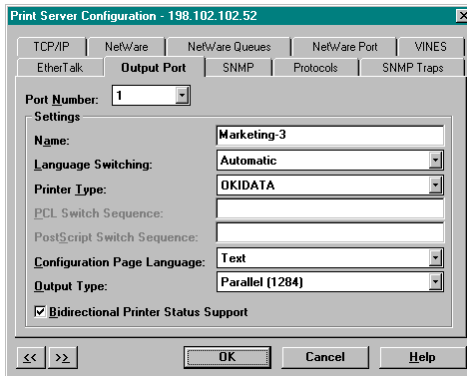 Print Server Configuration - 198.102.102.52
TCP/IP NetWare NetWare Queues NetWare Port VINES
EtherTalk Output Port SNMP Protocols SNMP Traps
Port Number: 1
Settings
Name: Marketing-3
Language Switching: Automatic
Printer Type: OKIDATA
PCL Switch Sequence:
PostScript Switch Sequence:
Configuration Page Language: Text
Output Type: Parallel (1284)
Bidirectional Printer Status Support
<< >> OK Cancel Help